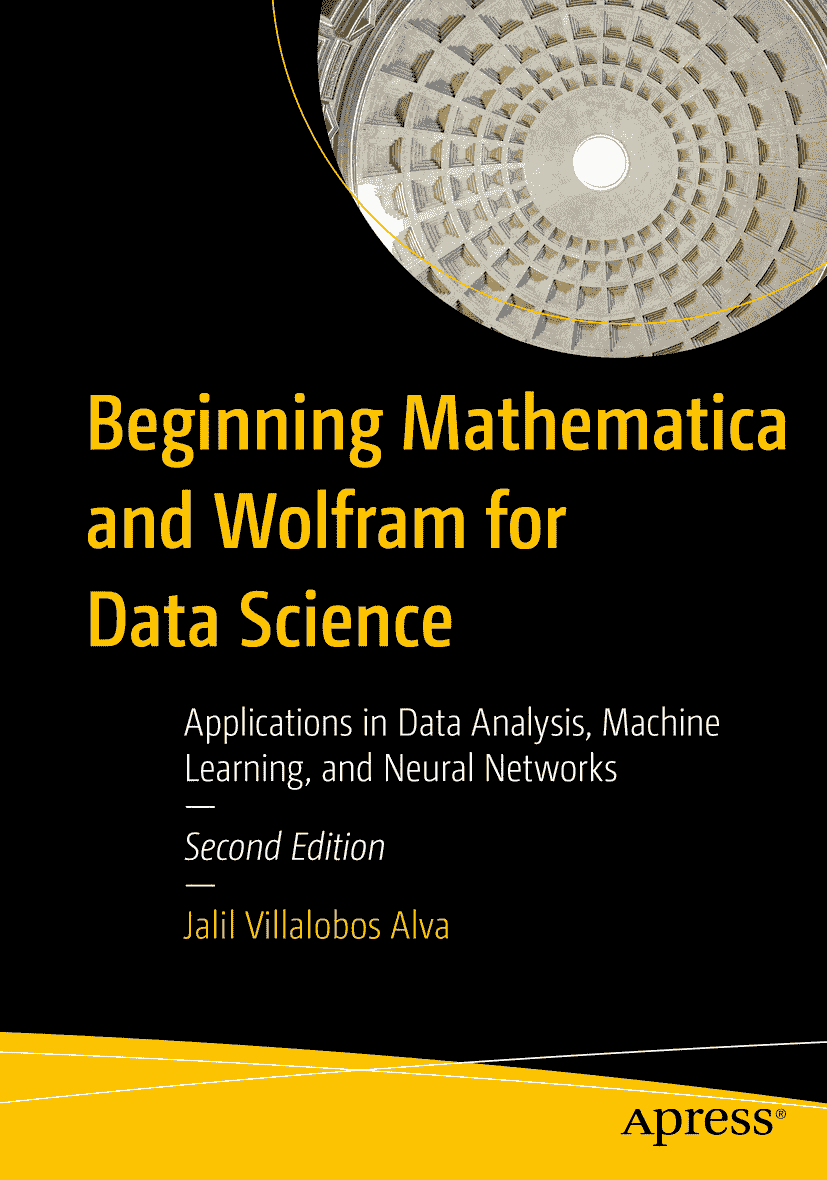 Beginning Mathematica
and Wolfram for
Data Science
Applications in Data Analysis, Machine
Learning, and Neural Networks
—
Second Edition
—
Jalil Villalobos Alva
Apress®